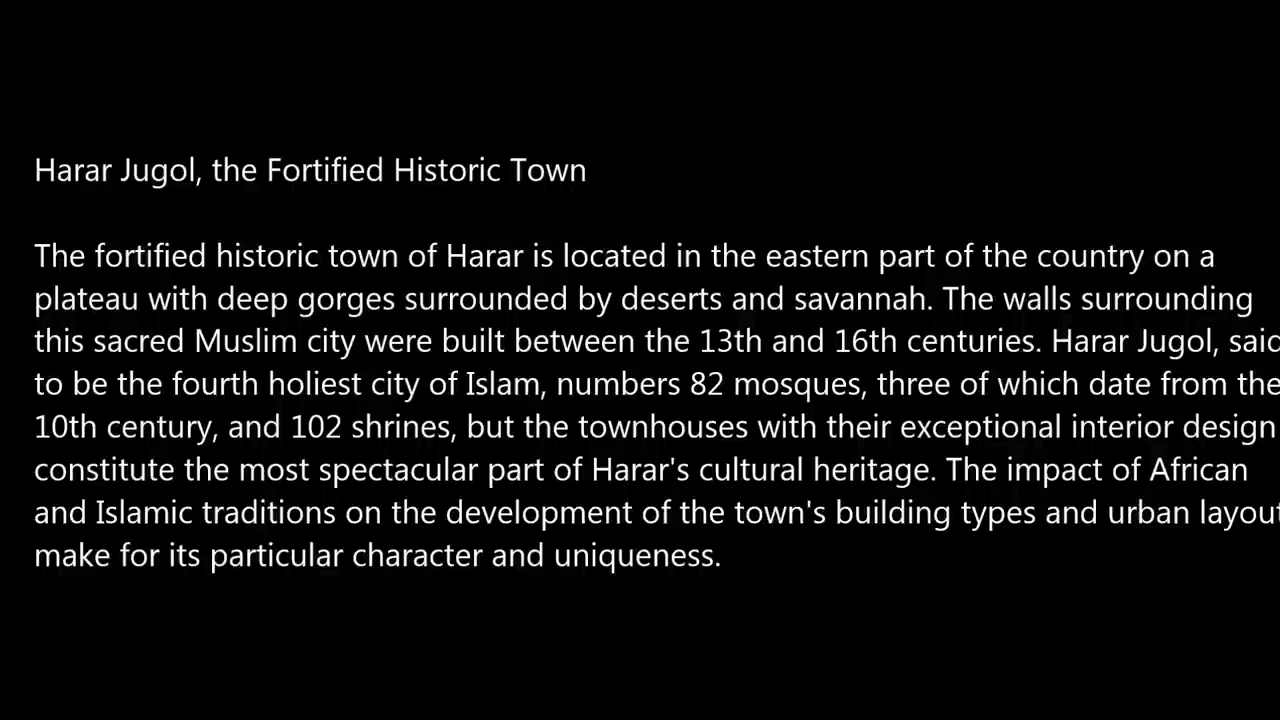 Harar Jugol, the Fortified Historic Town
The fortified historic town of Harar is located in the eastern part of the country on a
plateau with deep gorges surrounded by deserts and savannah. The walls surrounding
this sacred Muslim city were built between the 13th and 16th centuries. Harar Jugol, said
to be the fourth holiest city of Islam, numbers 82 mosques, three of which date from the
10th century, and 102 shrines, but the townhouses with their exceptional interior design
constitute the most spectacular part of Harar's cultural heritage. The impact of African
and Islamic traditions on the development of the town's building types and urban layout
make for its particular character and uniqueness.